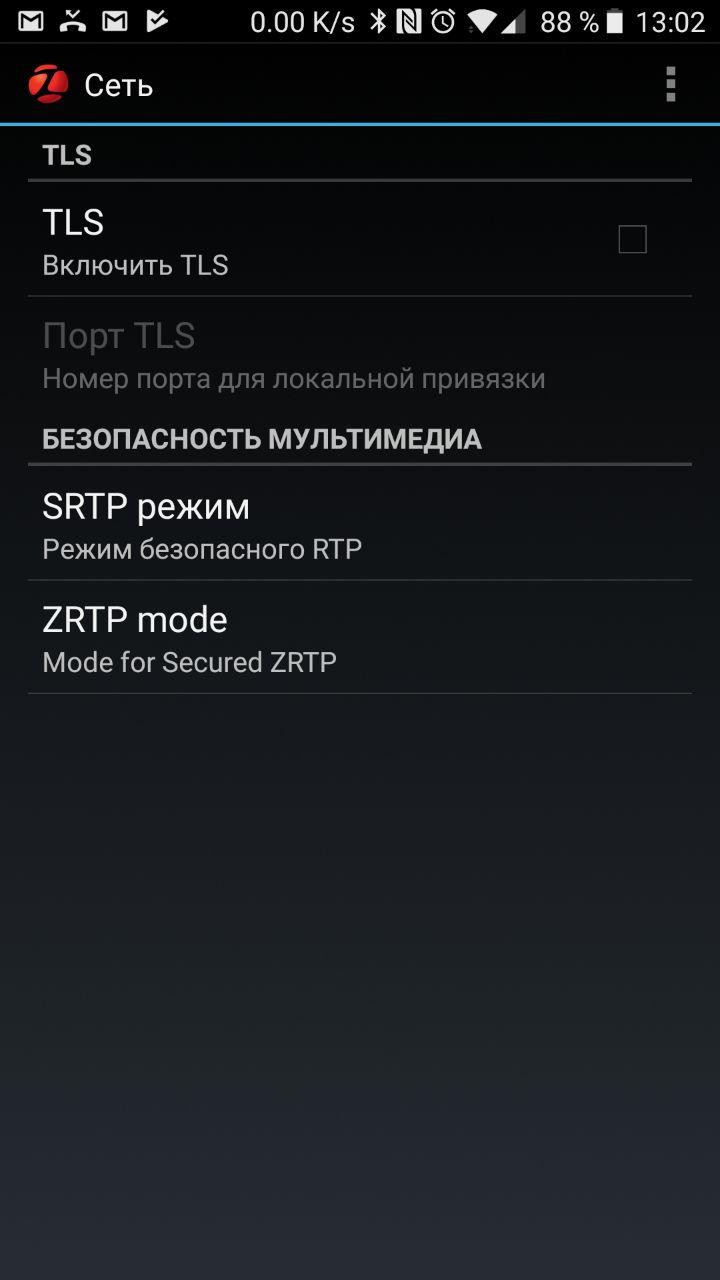 0.00 K/s 88 % 13:02
Сеть
TLS
TLS
Включить TLS
Порт TLS
Номер порта для локальной привязки
БЕЗОПАСНОСТЬ МУЛЬТИМЕДИА
SRTP режим
Режим безопасного RTP
ZRTP mode
Mode for Secured ZRTP